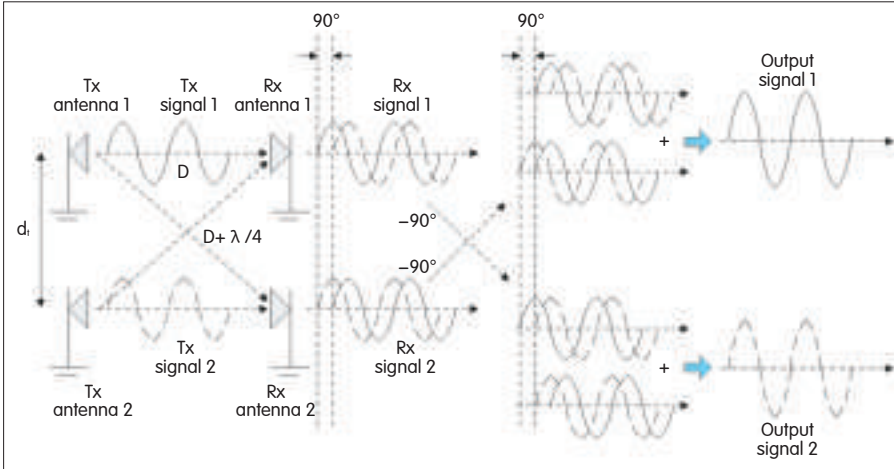 90°
90°
Tx
antenna 1
Tx
signal 1
Rx
antenna 1
Rx
signal 1
Output
signal 1
D
+
dt
D+ λ /4
–90°
–90°
Tx
signal 2
Rx
signal 2
Tx
antenna 2
Rx
antenna 2
+
Output
signal 2